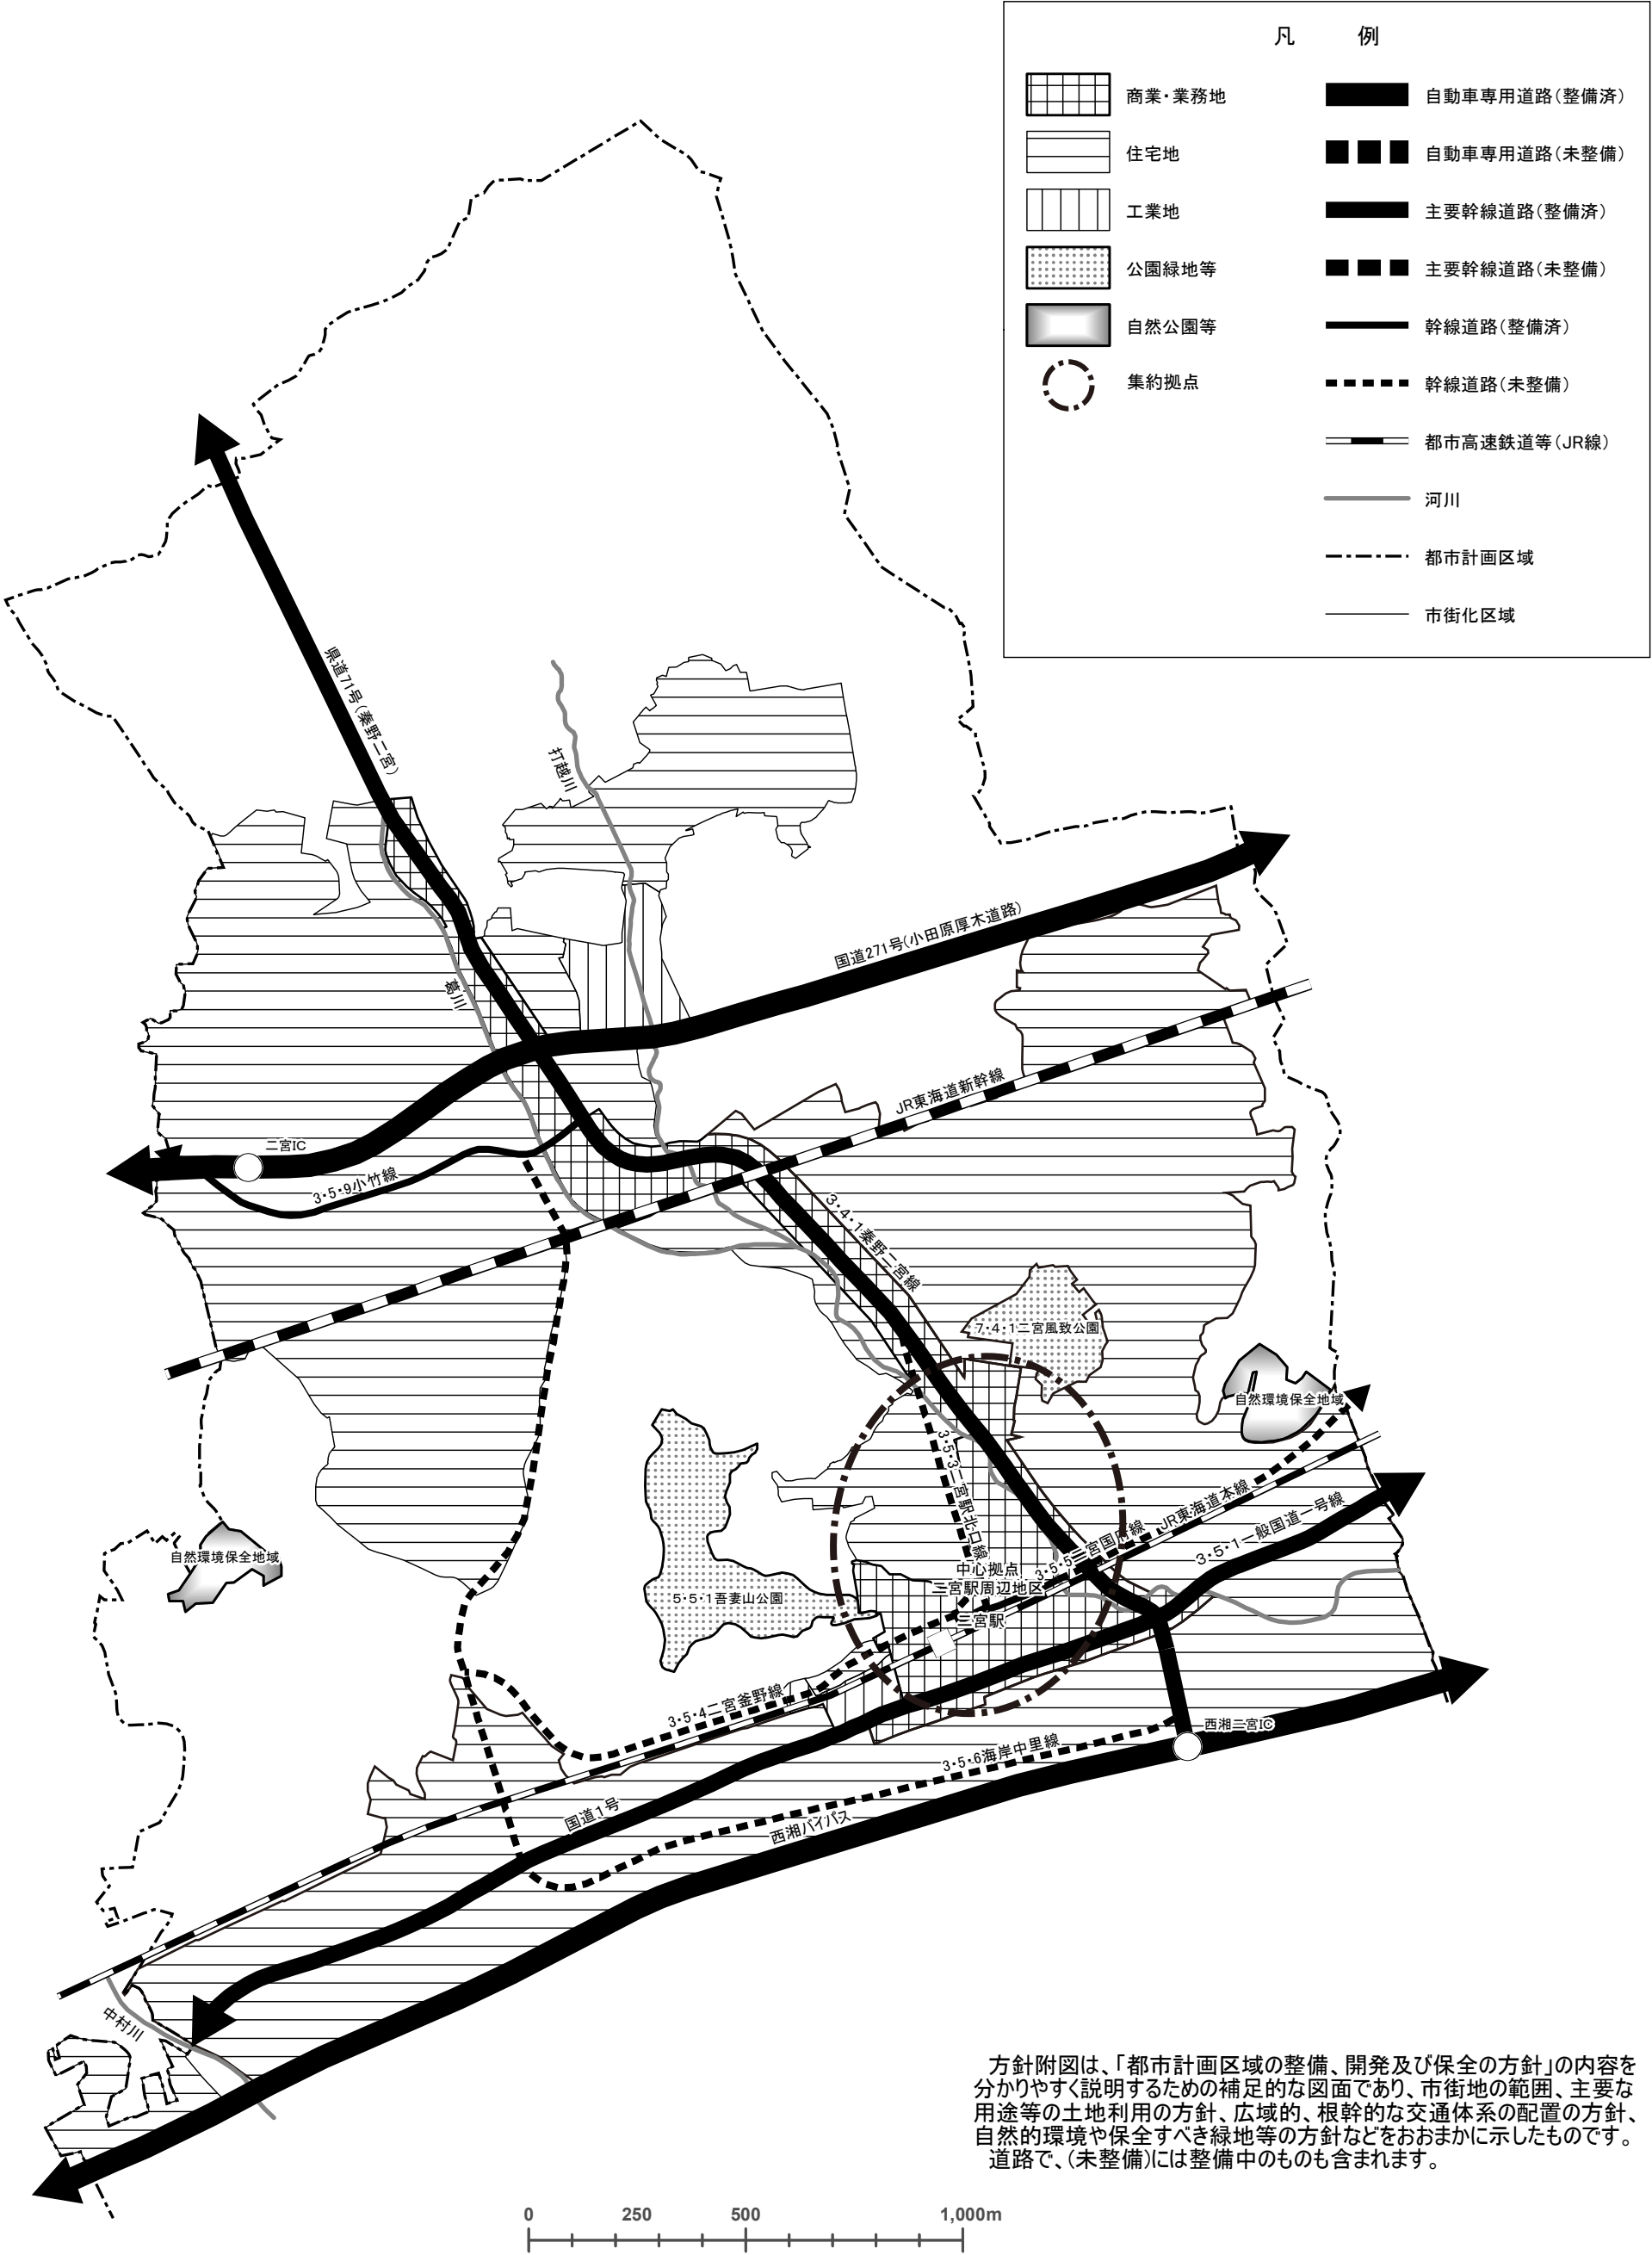 凡　例
商業・業務地
住宅地
工業地
公園緑地等
自然公園等
集約拠点
自動車専用道路(整備済)
自動車専用道路(未整備)
主要幹線道路(整備済)
主要幹線道路(未整備)
幹線道路(整備済)
幹線道路(未整備)
都市高速鉄道等(JR線)
河川
都市計画区域
市街化区域
県道71号(秦野二宮)
打越川
葛川
国道271号(小田原厚木道路)
JR東海道新幹線
二宮IC
3・5・9小竹線
3・4・1秦野二宮線
7・4・1二宮風致公園
自然環境保全地域
3・5・3二宮駅北口線
JR東海道本線
3・5・5二宮国府線
3・5・1一般国道一号線
中心拠点
二宮駅周辺地区
二宮駅
自然環境保全地域
5・5・1吾妻山公園
3・5・4二宮釜野線
西湘二宮IC
3・5・6海岸中里線
国道1号
西湘バイパス
中村川
方針附図は、「都市計画区域の整備、開発及び保全の方針」の内容を
分かりやすく説明するための補足的な図面であり、市街地の範囲、主要な
用途等の土地利用の方針、広域的、根幹的な交通体系の配置の方針、
自然的環境や保全すべき緑地等の方針などをおおまかに示したものです。
道路で、(未整備)には整備中のものも含まれます。
0 250 500 1,000m